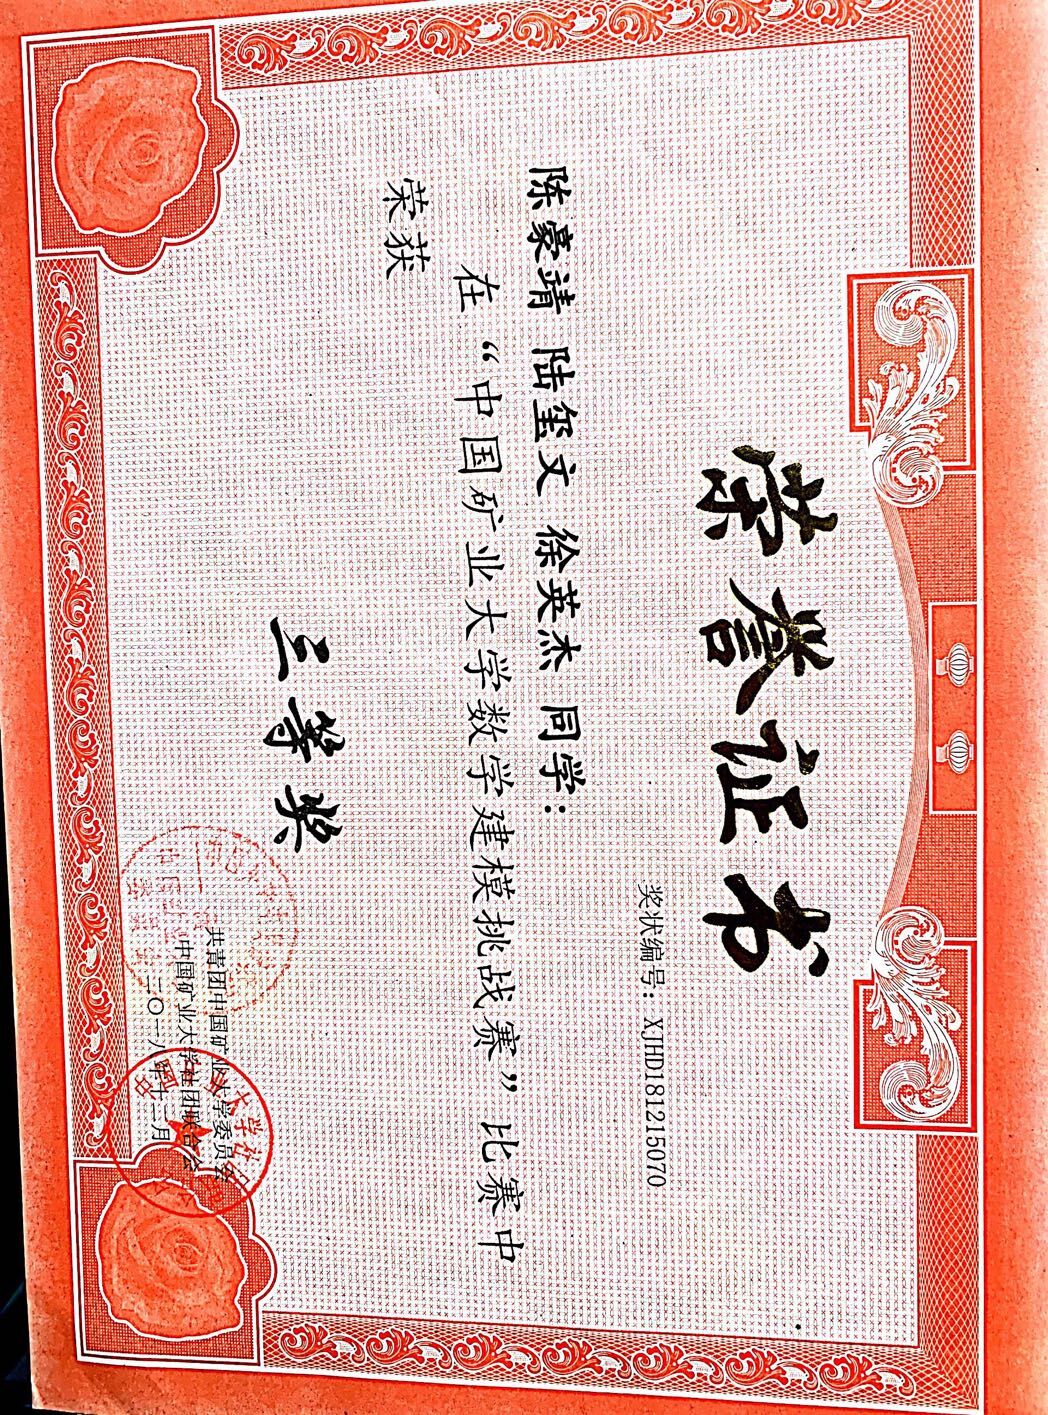 荣誉证书
奖状编号：XJHD181215070
陈豪靖 陆玺文 徐英杰 同学：
在“中国矿业大学数学建模挑战赛”比赛中
荣获
三等奖
共青团中国矿业大学委员会
中国矿业大学社团联合会
二〇一八年十二月